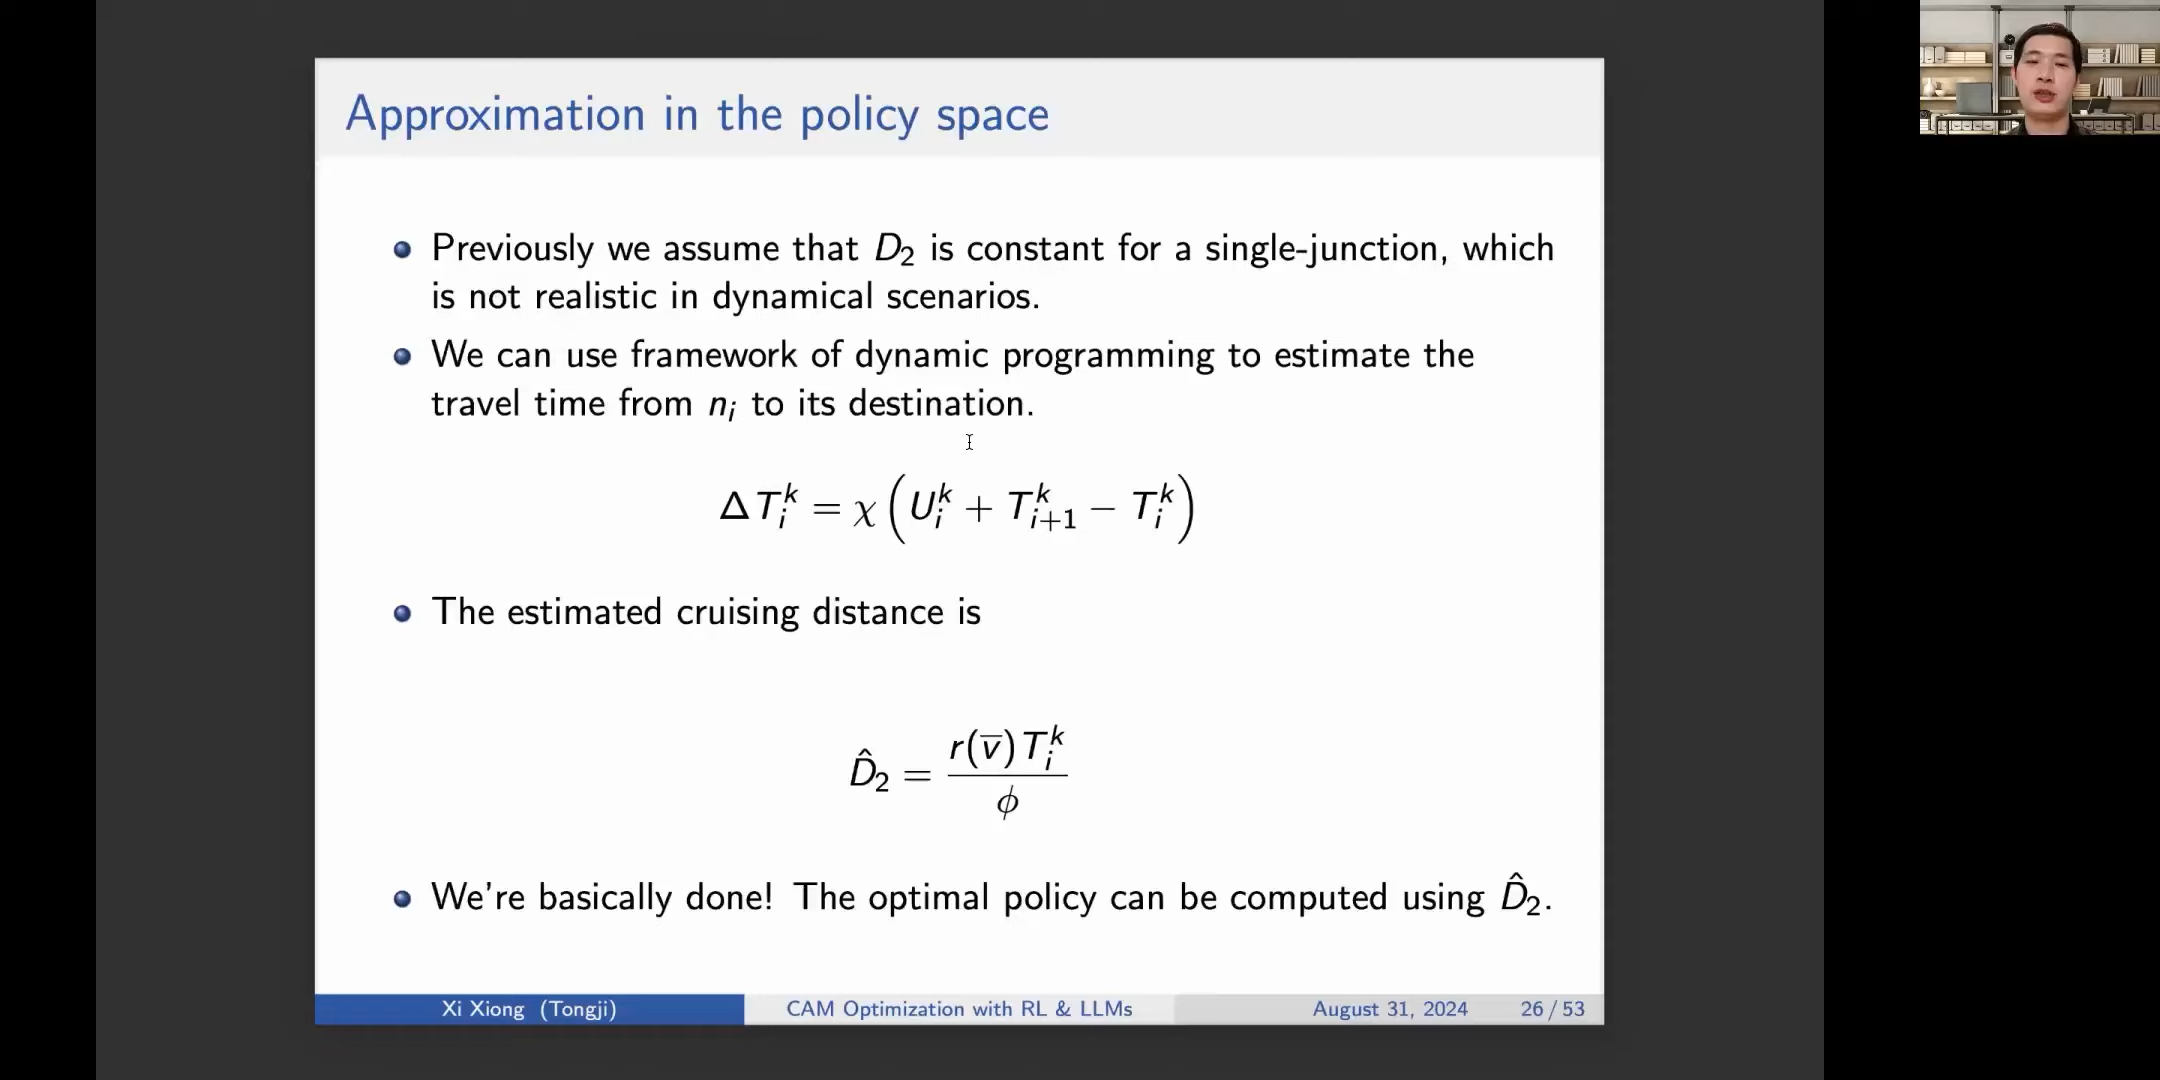 Approximation in the policy space
Previously we assume that D₂ is constant for a single-junction, which
is not realistic in dynamical scenarios.
We can use framework of dynamic programming to estimate the
travel time from nᵢ to its destination.
ΔTᵢᵏ = χ(Uᵢᵏ + Tᵢ₊₁ᵏ − Tᵢᵏ)
The estimated cruising distance is
D̂₂ = r(v̅)Tᵢᵏ / ϕ
We're basically done! The optimal policy can be computed using D̂₂.
Xi Xiong (Tongji) CAM Optimization with RL & LLMs August 31, 2024 26 / 53